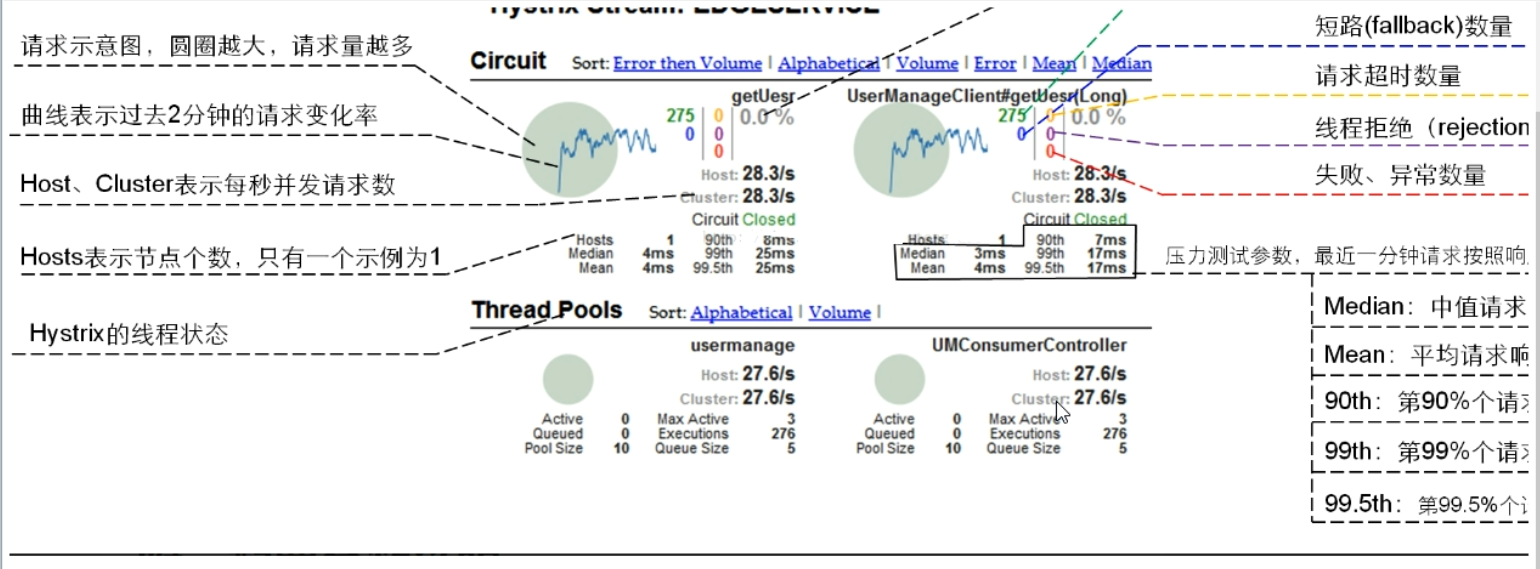 Hystrix Stream: EDGESERVICE
请求示意图，圆圈越大，请求量越多
曲线表示过去2分钟的请求变化率
Host、Cluster表示每秒并发请求数
Hosts表示节点个数，只有一个示例为1
Hystrix的线程状态
Circuit Sort: Error then Volume | Alphabetical | Volume | Error | Mean | Median
getUesr
275 0 0.0 %
0 0
0
Host: 28.3/s
Cluster: 28.3/s
Circuit Closed
Hosts 1 90th 8ms
Median 4ms 99th 25ms
Mean 4ms 99.5th 25ms
UserManageClient#getUesr(Long)
275 0 0.0 %
0 0
0
Host: 28.3/s
Cluster: 28.3/s
Circuit Closed
Hosts 1 90th 7ms
Median 3ms 99th 17ms
Mean 4ms 99.5th 17ms
Thread Pools Sort: Alphabetical | Volume |
usermanage
Host: 27.6/s
Cluster: 27.6/s
Active 0 Max Active 3
Queued 0 Executions 276
Pool Size 10 Queue Size 5
UMConsumerController
Host: 27.6/s
Cluster: 27.6/s
Active 0 Max Active 3
Queued 0 Executions 276
Pool Size 10 Queue Size 5
短路(fallback)数量
请求超时数量
线程拒绝（rejection
失败、异常数量
压力测试参数，最近一分钟请求按照响
Median：中值请求
Mean：平均请求响
90th：第90%个请求
99th：第99%个请求
99.5th：第99.5%个